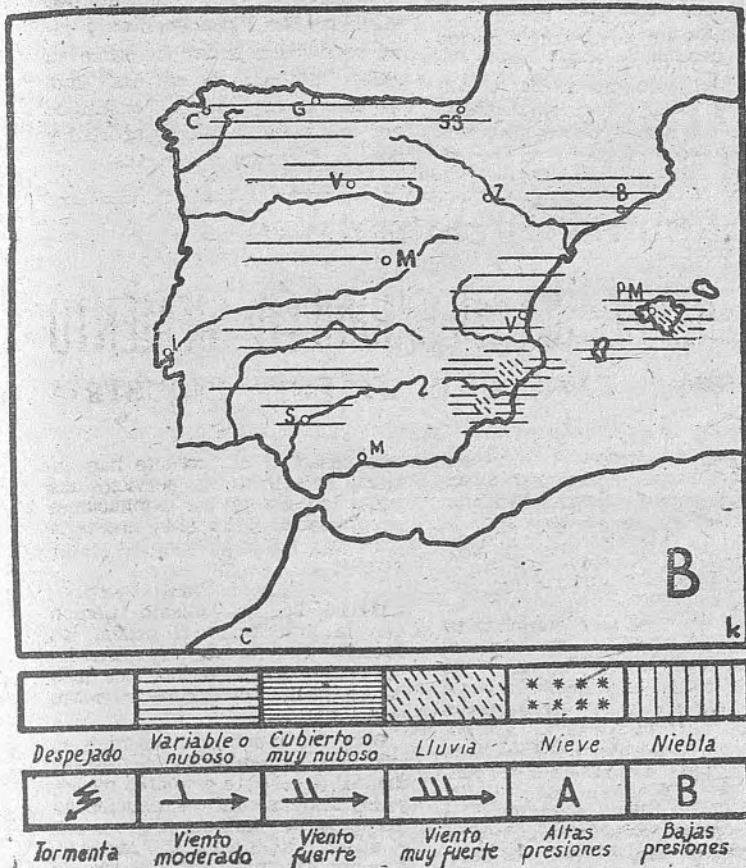 C G SS
V Z B
M PM
V
L
S
M
B
C k
Despejado Variable o nuboso Cubierto o muy nuboso Lluvia Nieve Niebla
A B
Tormenta Viento moderado Viento fuerte Viento muy fuerte Altas presiones Bajas presiones